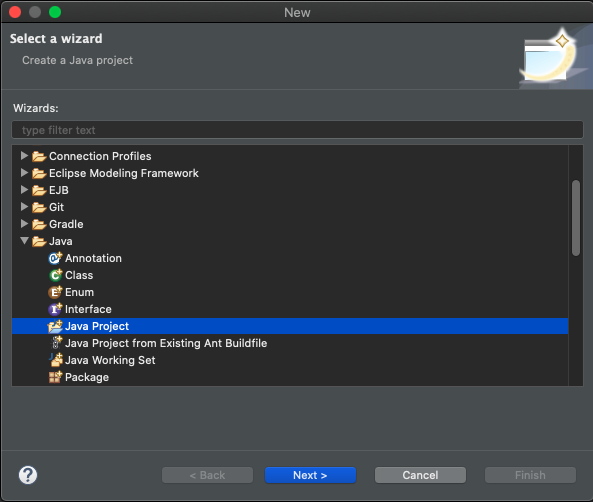 New
Select a wizard
Create a Java project
Wizards:
type filter text
Connection Profiles
Eclipse Modeling Framework
EJB
Git
Gradle
Java
Annotation
Class
Enum
Interface
Java Project
Java Project from Existing Ant Buildfile
Java Working Set
Package
? < Back Next > Cancel Finish